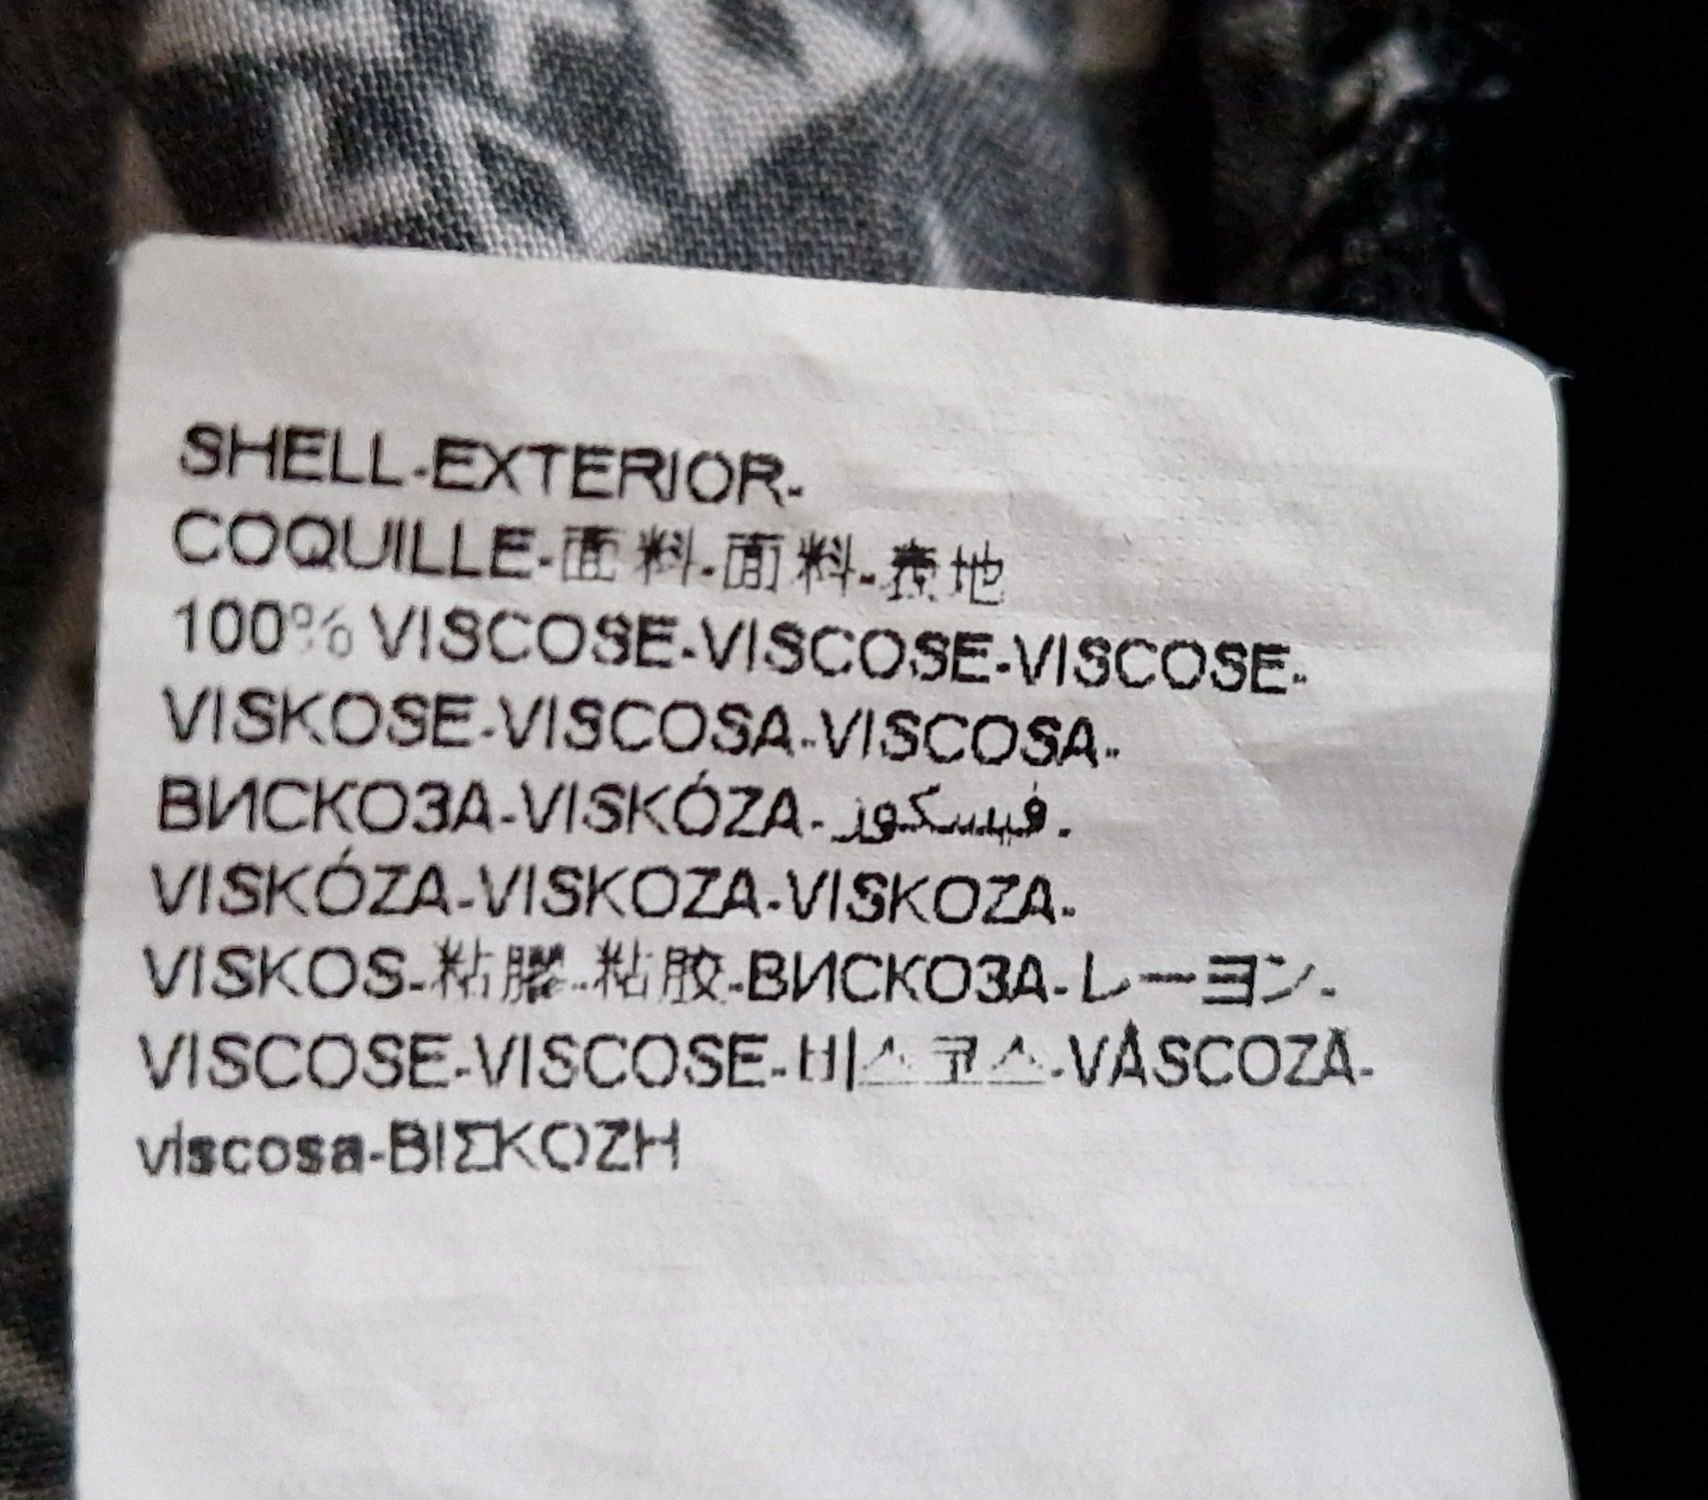 SHELL-EXTERIOR-
COQUILLE-面料-面料-表地
100% VISCOSE-VISCOSE-VISCOSE-
VISKOSE-VISCOSA-VISCOSA-
ВИСКОЗА-VISKÓZA-فيسكوز-
VISKÓZA-VISKOZA-VISKOZA-
VISKOS-粘膠-粘胶-ВИСКОЗА-レーヨン-
VISCOSE-VISCOSE-비스코스-VÂSCOZÀ-
viscosa-ΒΙΣΚΟΖΗ